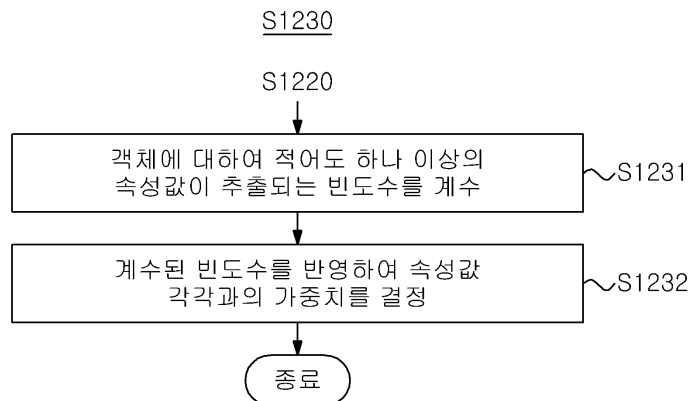 S1230
S1220
객체에 대하여 적어도 하나 이상의
속성값이 추출되는 빈도수를 계수
S1231
계수된 빈도수를 반영하여 속성값
각각과의 가중치를 결정
S1232
종료